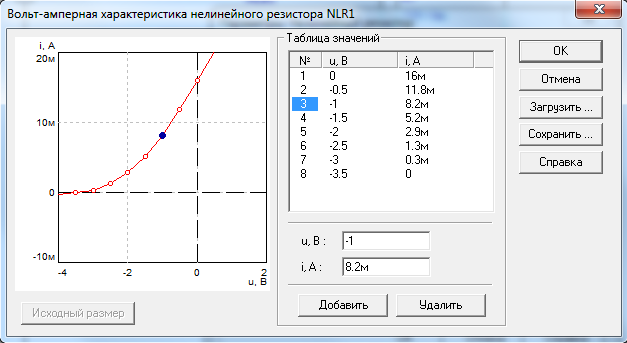 Вольт-амперная характеристика нелинейного резистора NLR1
i, А
20м
10м
0
-10м
-4 -2 0 2
u, В
Исходный размер
Таблица значений
№ u, В i, А
1 0 16м
2 -0.5 11.8м
3 -1 8.2м
4 -1.5 5.2м
5 -2 2.9м
6 -2.5 1.3м
7 -3 0.3м
8 -3.5 0
u, В : -1
i, А : 8.2м
Добавить Удалить
OK
Отмена
Загрузить ...
Сохранить ...
Справка